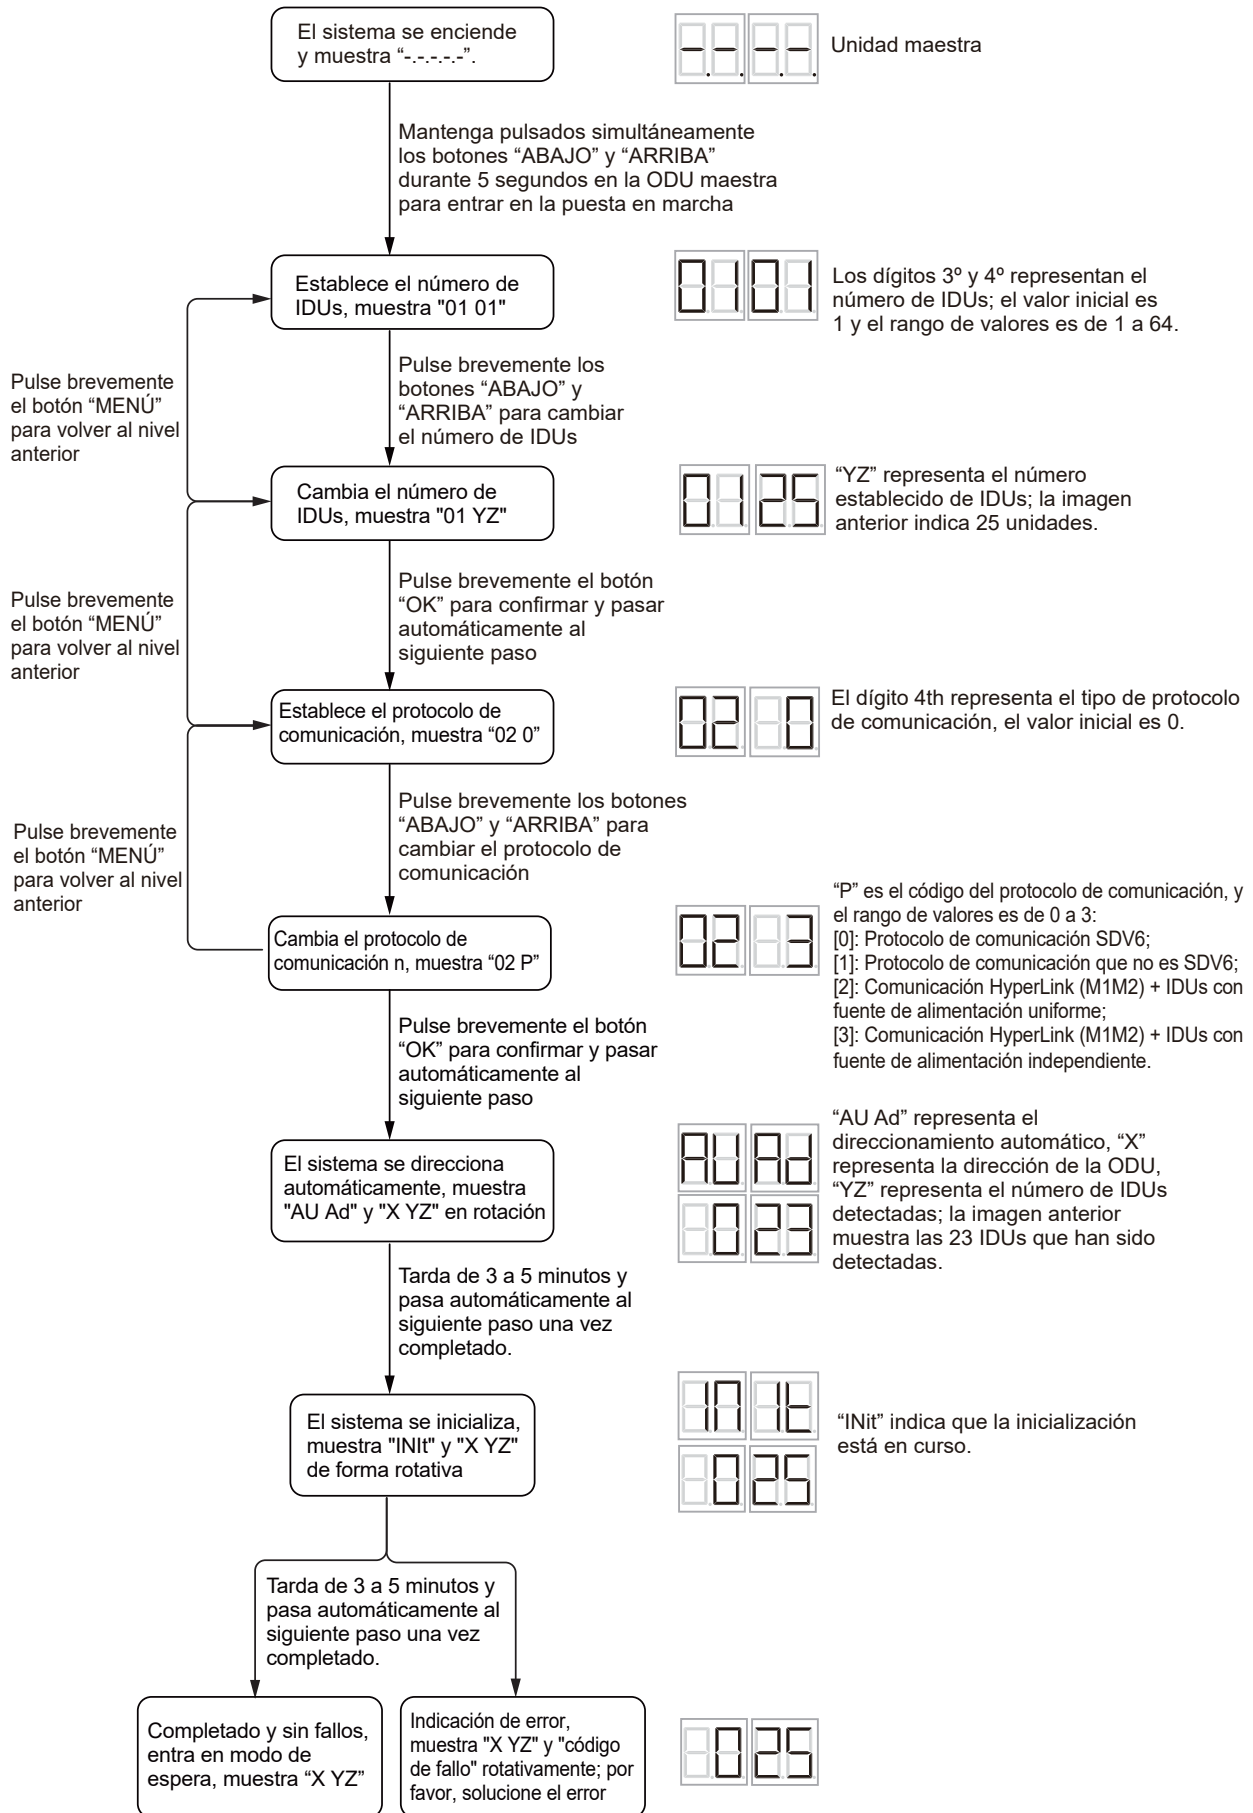 El sistema se enciende
y muestra “-.-.-.-.-”.
Unidad maestra
Mantenga pulsados simultáneamente
los botones “ABAJO” y “ARRIBA”
durante 5 segundos en la ODU maestra
para entrar en la puesta en marcha
Establece el número de
IDUs, muestra "01 01"
0101
Los dígitos 3º y 4º representan el
número de IDUs; el valor inicial es
1 y el rango de valores es de 1 a 64.
Pulse brevemente
el botón “MENÚ”
para volver al nivel
anterior
Pulse brevemente los
botones “ABAJO” y
“ARRIBA” para cambiar
el número de IDUs
Cambia el número de
IDUs, muestra "01 YZ"
0125
“YZ” representa el número
establecido de IDUs; la imagen
anterior indica 25 unidades.
Pulse brevemente
el botón “MENÚ”
para volver al nivel
anterior
Pulse brevemente el botón
“OK” para confirmar y pasar
automáticamente al
siguiente paso
Establece el protocolo de
comunicación, muestra “02 0”
02 0
El dígito 4th representa el tipo de protocolo
de comunicación, el valor inicial es 0.
Pulse brevemente
el botón “MENÚ”
para volver al nivel
anterior
Pulse brevemente los botones
“ABAJO” y “ARRIBA” para
cambiar el protocolo de
comunicación
Cambia el protocolo de
comunicación n, muestra “02 P”
02 3
“P” es el código del protocolo de comunicación, y
el rango de valores es de 0 a 3:
[0]: Protocolo de comunicación SDV6;
[1]: Protocolo de comunicación que no es SDV6;
[2]: Comunicación HyperLink (M1M2) + IDUs con
fuente de alimentación uniforme;
[3]: Comunicación HyperLink (M1M2) + IDUs con
fuente de alimentación independiente.
Pulse brevemente el botón
“OK” para confirmar y pasar
automáticamente al
siguiente paso
El sistema se direcciona
automáticamente, muestra
"AU Ad" y "X YZ" en rotación
AU Ad
023
“AU Ad” representa el
direccionamiento automático, “X”
representa la dirección de la ODU,
“YZ” representa el número de IDUs
detectadas; la imagen anterior
muestra las 23 IDUs que han sido
detectadas.
Tarda de 3 a 5 minutos y
pasa automáticamente al
siguiente paso una vez
completado.
El sistema se inicializa,
muestra "INIt" y "X YZ"
de forma rotativa
INIt
025
“INit” indica que la inicialización
está en curso.
Tarda de 3 a 5 minutos y
pasa automáticamente al
siguiente paso una vez
completado.
Completado y sin fallos,
entra en modo de
espera, muestra “X YZ”
Indicación de error,
muestra "X YZ" y "código
de fallo" rotativamente; por
favor, solucione el error
025